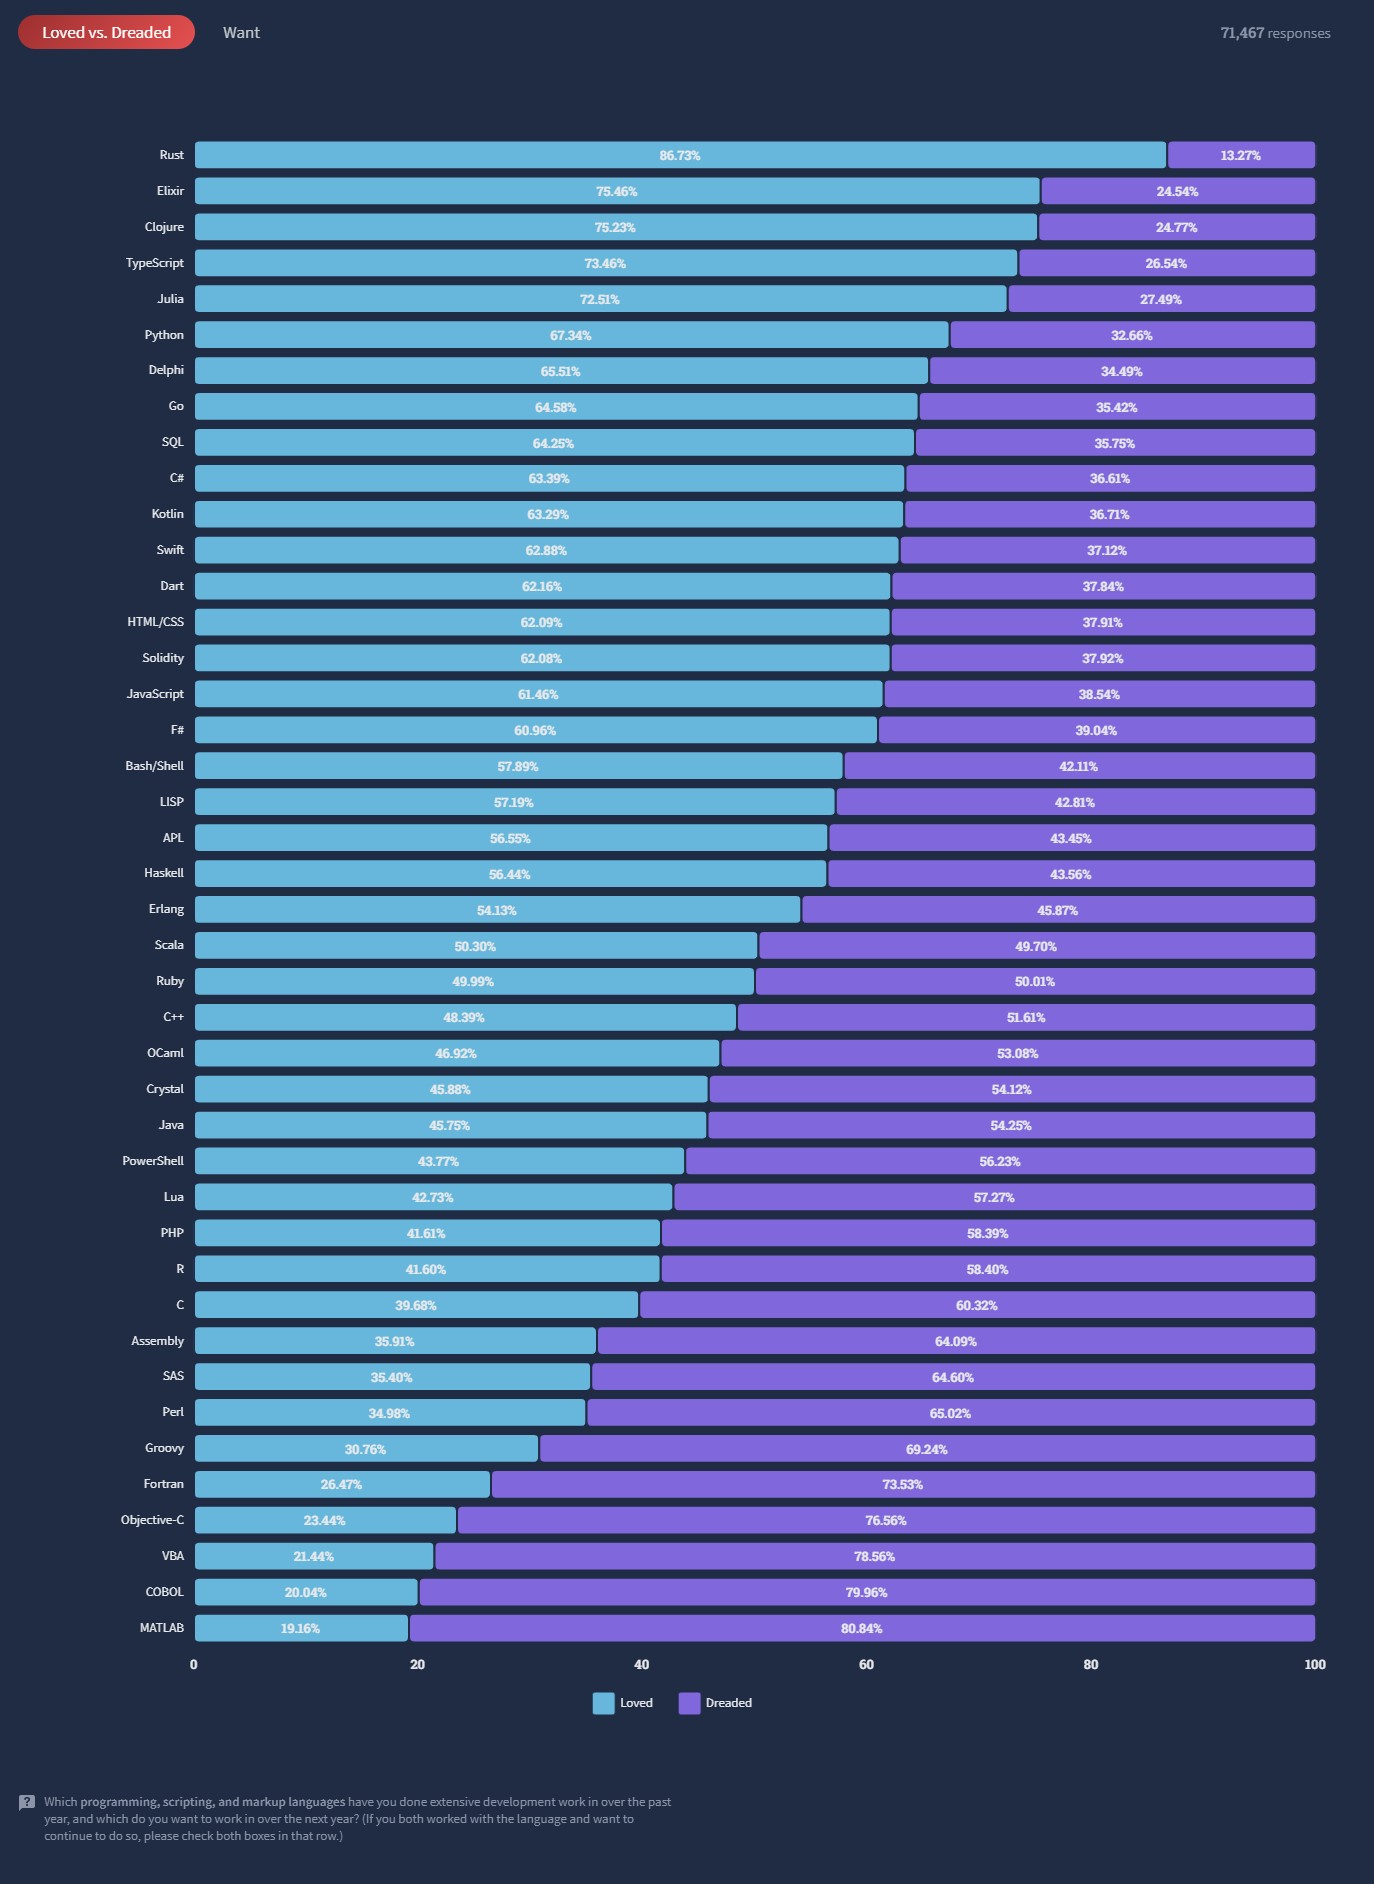 Loved vs. Dreaded Want 71,467 responses
Rust 86.73% 13.27%
Elixir 75.46% 24.54%
Clojure 75.23% 24.77%
TypeScript 73.46% 26.54%
Julia 72.51% 27.49%
Python 67.34% 32.66%
Delphi 65.51% 34.49%
Go 64.58% 35.42%
SQL 64.25% 35.75%
C# 63.39% 36.61%
Kotlin 63.29% 36.71%
Swift 62.88% 37.12%
Dart 62.16% 37.84%
HTML/CSS 62.09% 37.91%
Solidity 62.08% 37.92%
JavaScript 61.46% 38.54%
F# 60.96% 39.04%
Bash/Shell 57.89% 42.11%
LISP 57.19% 42.81%
APL 56.55% 43.45%
Haskell 56.44% 43.56%
Erlang 54.13% 45.87%
Scala 50.30% 49.70%
Ruby 49.99% 50.01%
C++ 48.39% 51.61%
OCaml 46.92% 53.08%
Crystal 45.88% 54.12%
Java 45.75% 54.25%
PowerShell 43.77% 56.23%
Lua 42.73% 57.27%
PHP 41.61% 58.39%
R 41.60% 58.40%
C 39.68% 60.32%
Assembly 35.91% 64.09%
SAS 35.40% 64.60%
Perl 34.98% 65.02%
Groovy 30.76% 69.24%
Fortran 26.47% 73.53%
Objective-C 23.44% 76.56%
VBA 21.44% 78.56%
COBOL 20.04% 79.96%
MATLAB 19.16% 80.84%
0 20 40 60 80 100
Loved Dreaded
? Which programming, scripting, and markup languages have you done extensive development work in over the past
year, and which do you want to work in over the next year? (If you both worked with the language and want to
continue to do so, please check both boxes in that row.)